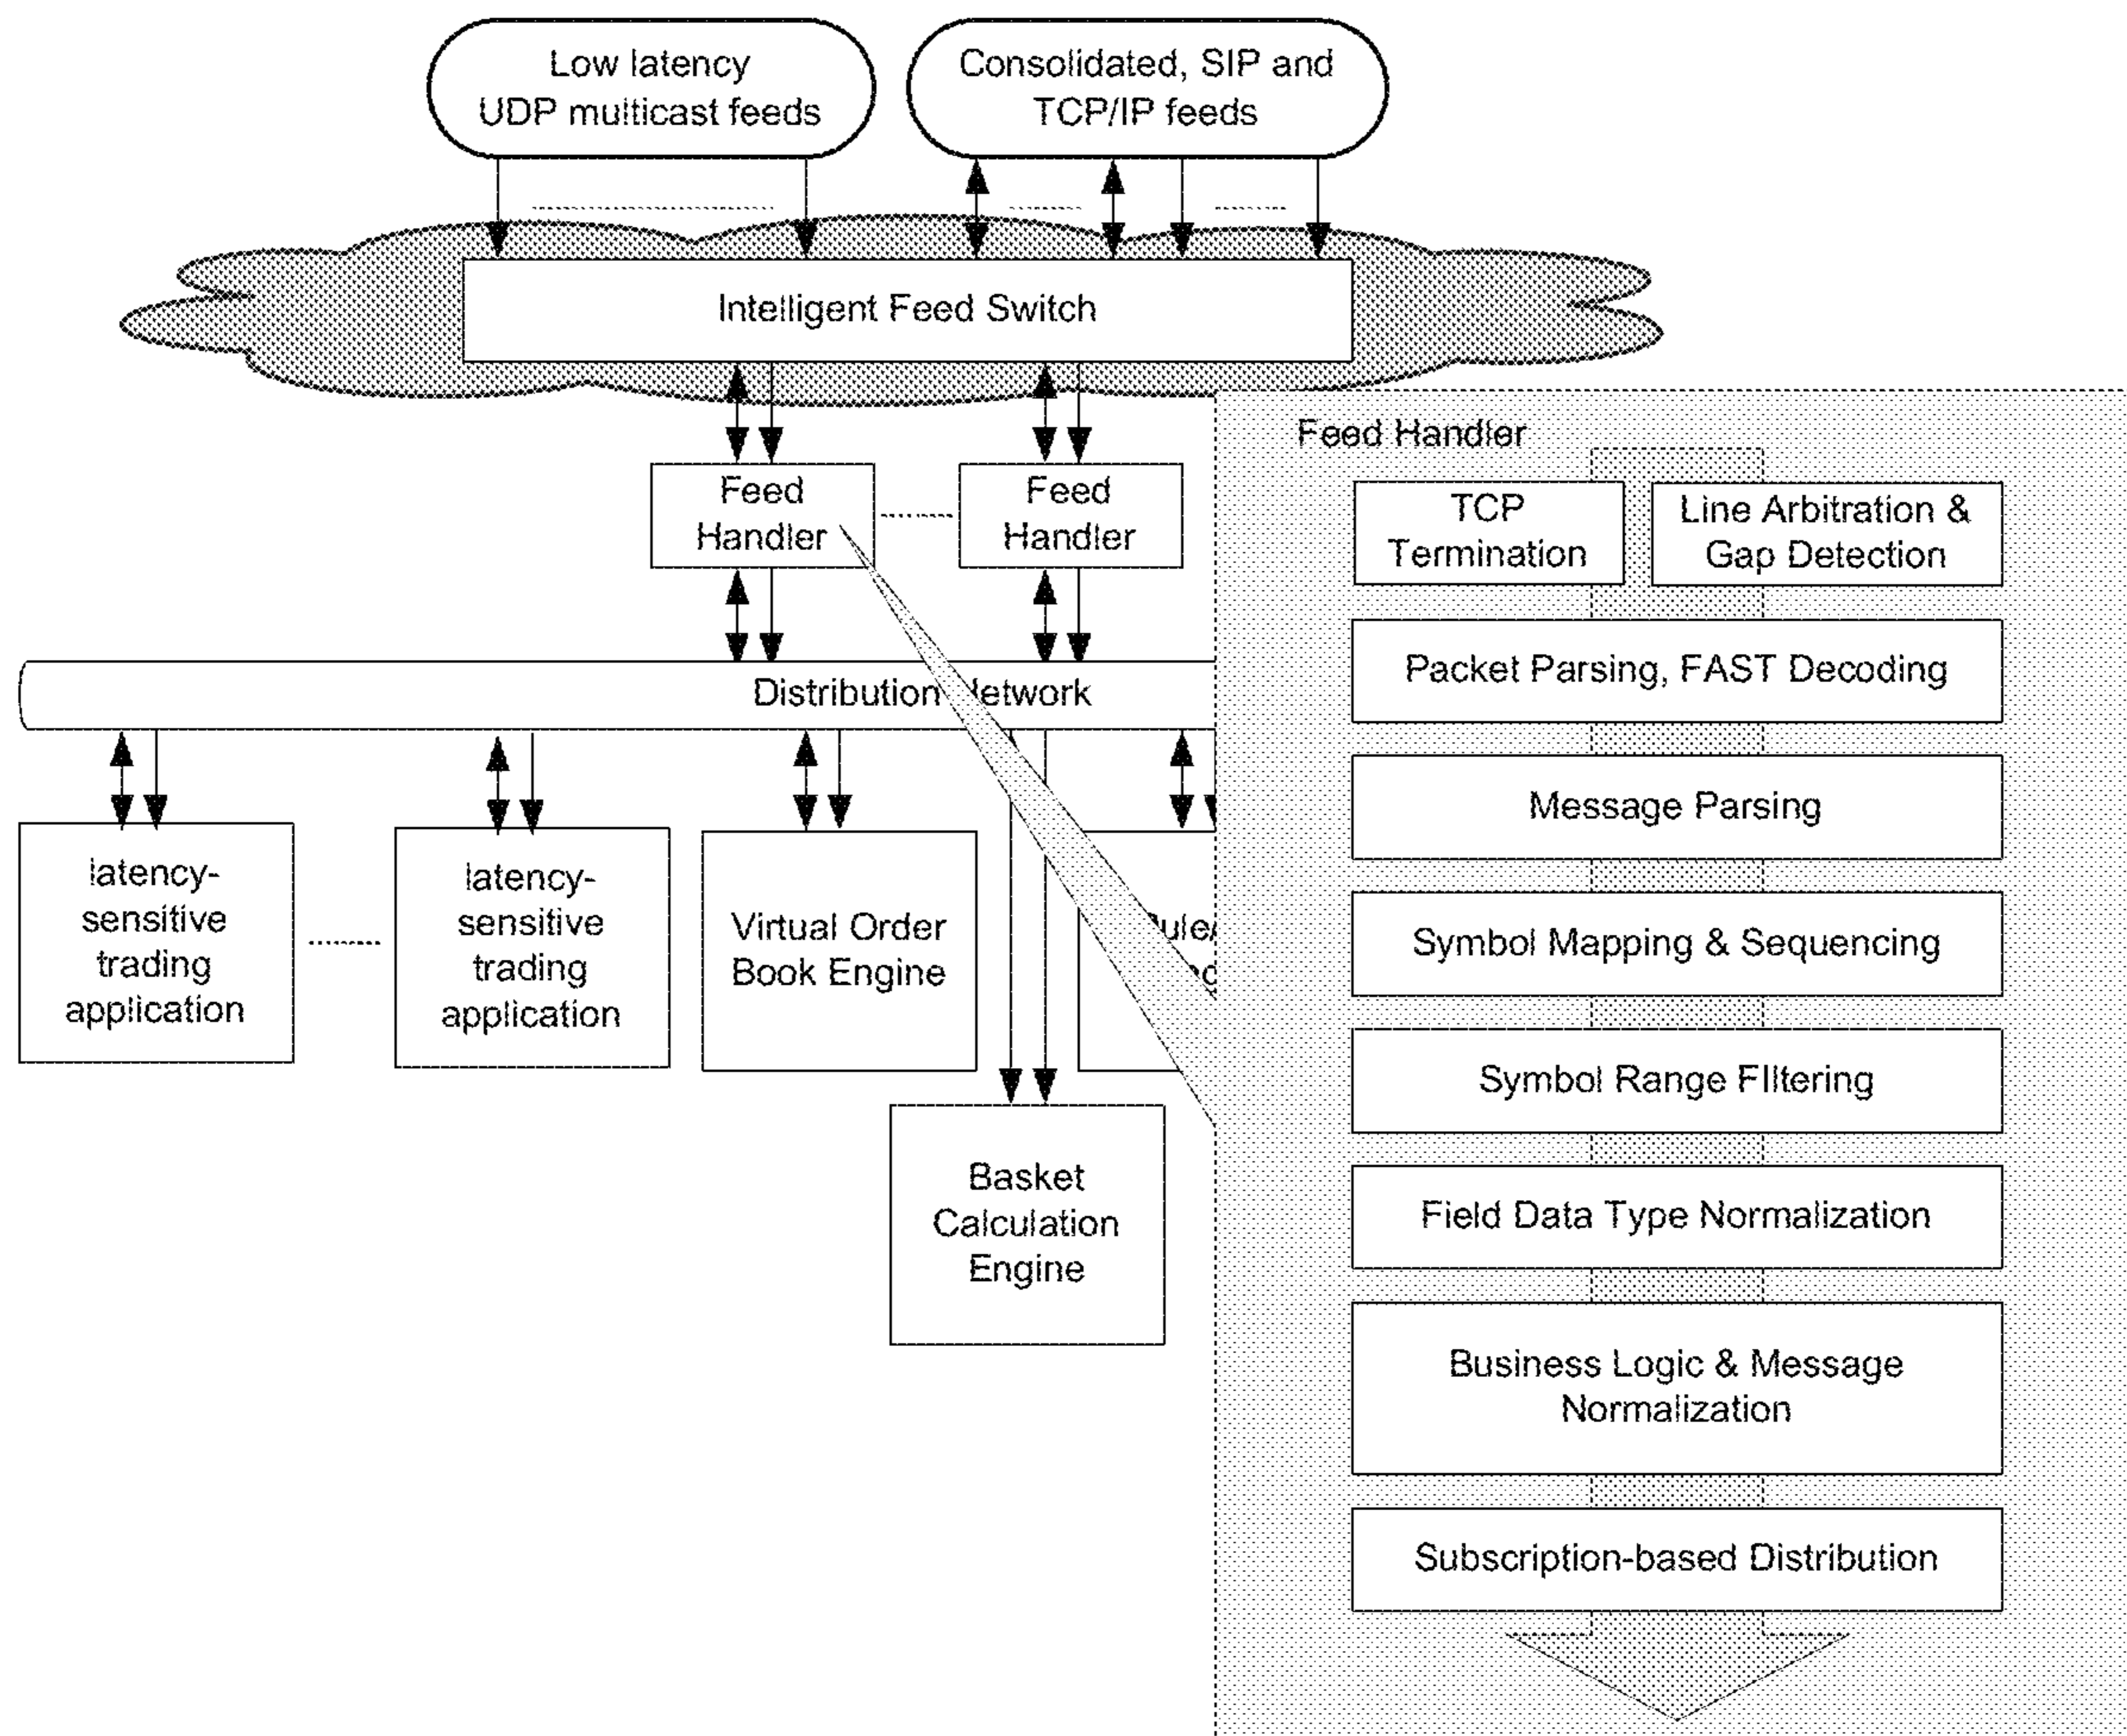 Low latency
UDP multicast feeds
Consolidated, SIP and
TCP/IP feeds
Intelligent Feed Switch
Feed
Handler
Feed
Handler
Distribution
latency-
sensitive
trading
application
latency-
sensitive
trading
application
Virtual Order
Book Engine
Basket
Calculation
Engine
Feed Handler
TCP
Termination
Line Arbitration &
Gap Detection
Packet Parsing, FAST Decoding
Message Parsing
Symbol Mapping & Sequencing
Symbol Range FIltering
Field Data Type Normalization
Business Logic & Message
Normalization
Subscription-based Distribution